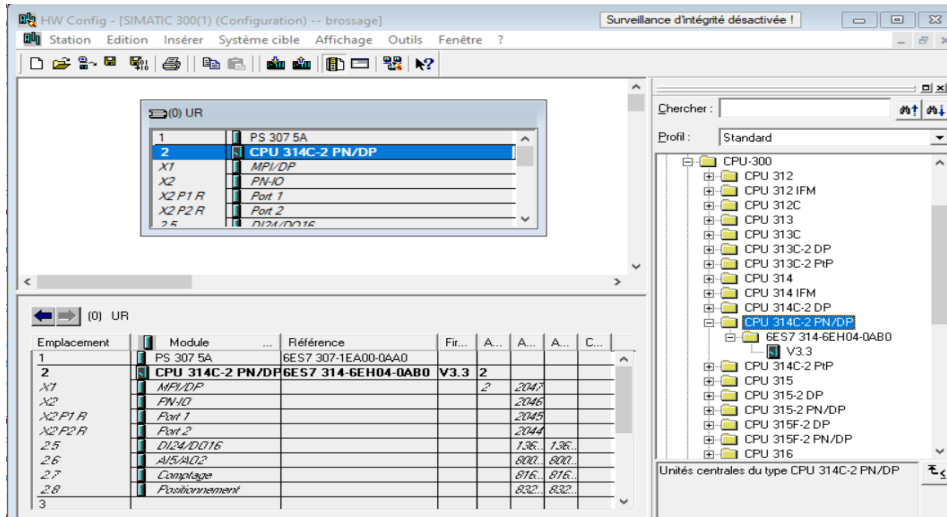 HW Config - [SIMATIC 300(1) (Configuration) -- brossage]
Surveillance d'intégrité désactivée !
Station Edition Insérer Système cible Affichage Outils Fenêtre ?
(0) UR
1 PS 307 5A
2 CPU 314C-2 PN/DP
X1 MPI/DP
X2 PN-IO
X2 P1 R Port 1
X2 P2 R Port 2
2.5 DI24/DO16
(0) UR
Emplacement Module ... Référence Fir... A... A... A... C...
1 PS 307 5A 6ES7 307-1EA00-0AA0
2 CPU 314C-2 PN/DP 6ES7 314-6EH04-0AB0 V3.3 2
X1 MPI/DP 2 2047
X2 PN-IO 2046
X2 P1 R Port 1 2045
X2 P2 R Port 2 2044
2.5 DI24/DO16 136... 136...
2.6 AI5/AO2 800... 800...
2.7 Comptage 816... 816...
2.8 Positionnement 832... 832...
3
Chercher :
Profil : Standard
CPU-300
CPU 312
CPU 312 IFM
CPU 312C
CPU 313
CPU 313C
CPU 313C-2 DP
CPU 313C-2 PtP
CPU 314
CPU 314 IFM
CPU 314C-2 DP
CPU 314C-2 PN/DP
6ES7 314-6EH04-0AB0
V3.3
CPU 314C-2 PtP
CPU 315
CPU 315-2 DP
CPU 315-2 PN/DP
CPU 315F-2 DP
CPU 315F-2 PN/DP
CPU 316
Unités centrales du type CPU 314C-2 PN/DP